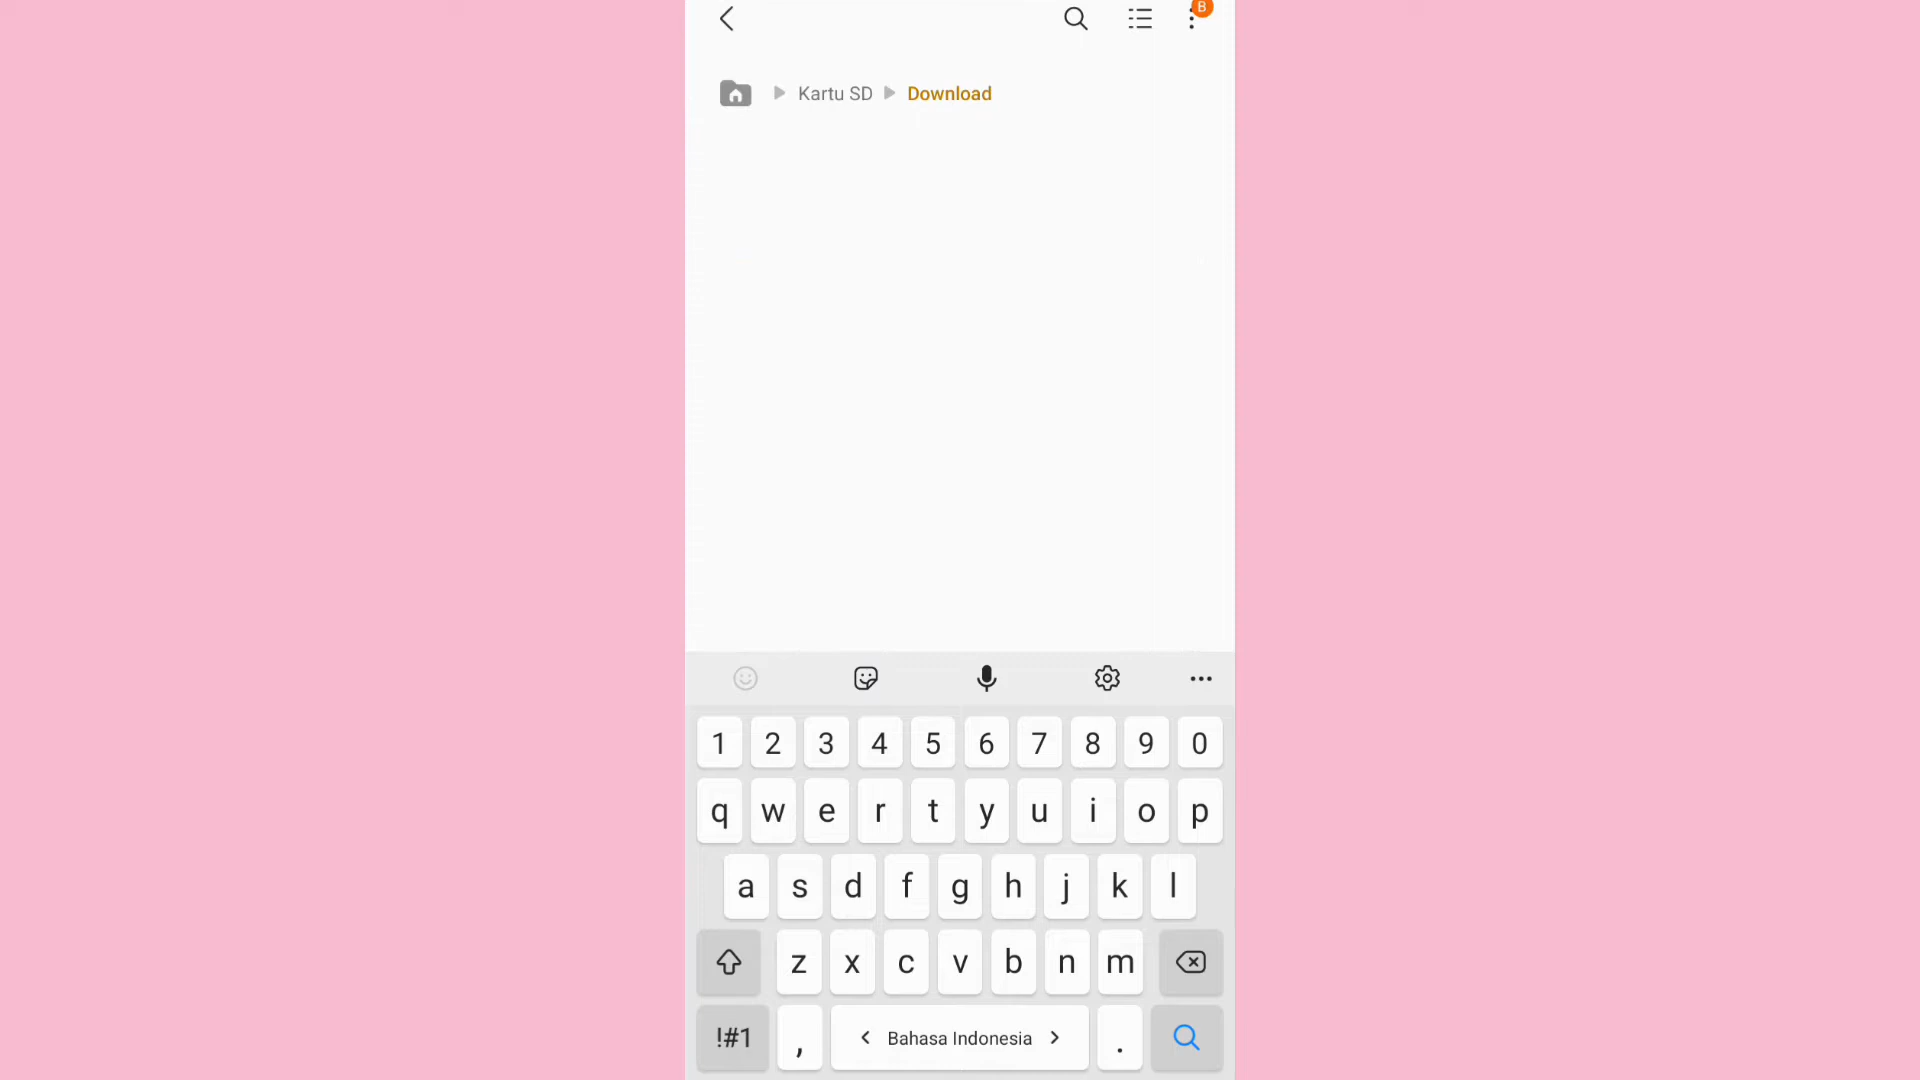 B
Kartu SD Download
1 2 3 4 5 6 7 8 9 0
q w e r t y u i o p
a s d f g h j k l
z x c v b n m
!#1 , Bahasa Indonesia .